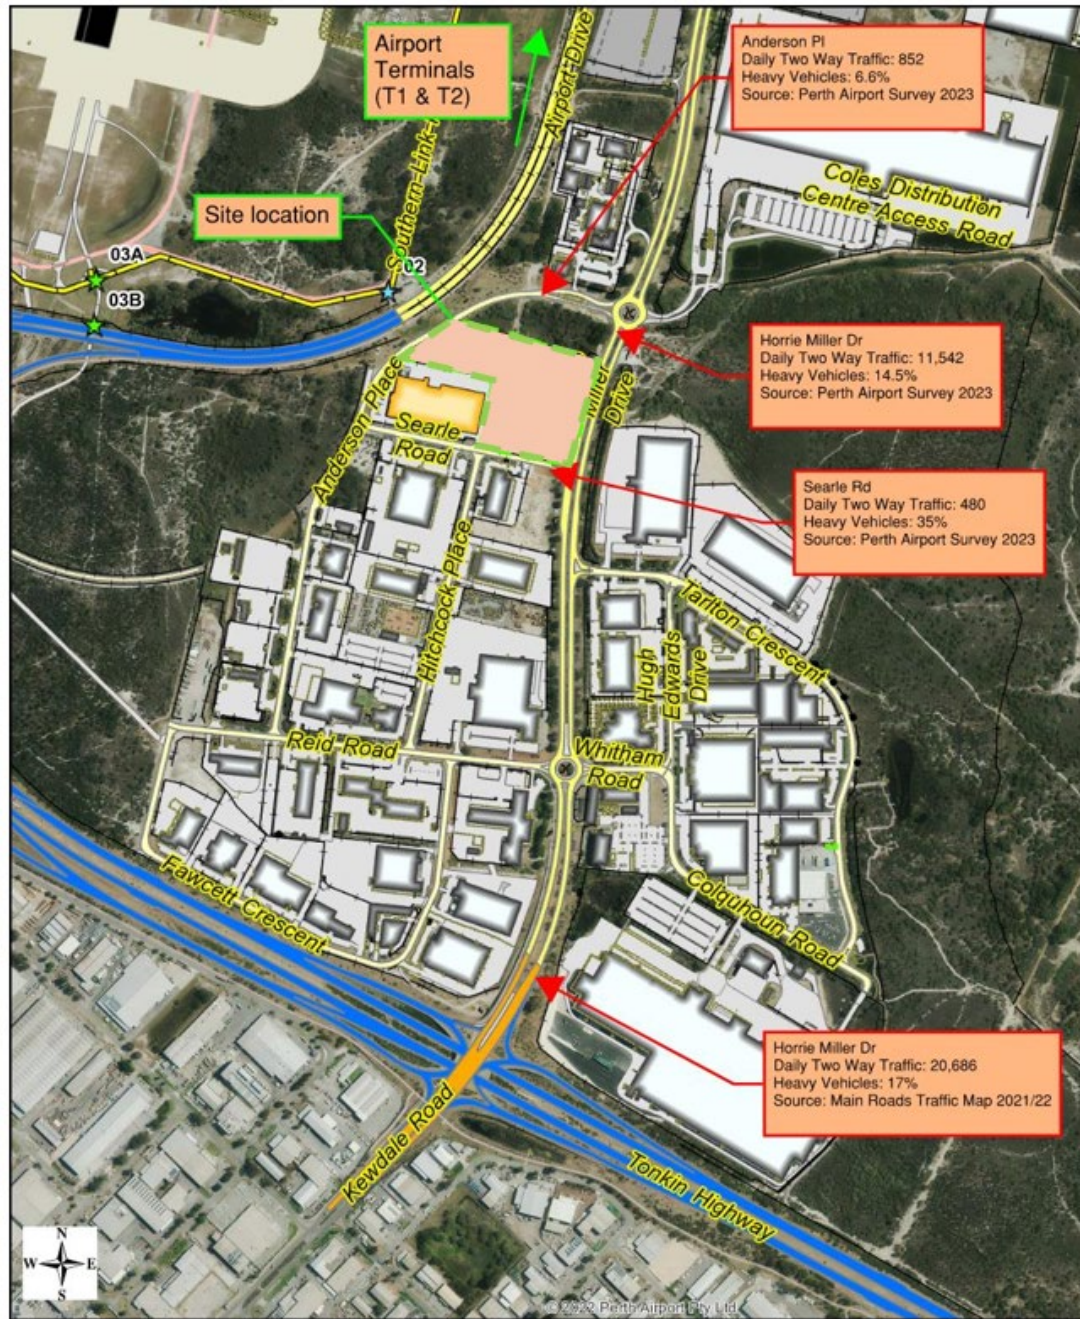 Airport
Terminals
(T1 & T2)
Airport Drive
Anderson Pl
Daily Two Way Traffic: 852
Heavy Vehicles: 6.6%
Source: Perth Airport Survey 2023
Coles Distribution
Centre Access Road
Site location
Southern-Link-
03A
02
03B
Horrie Miller Dr
Daily Two Way Traffic: 11,542
Heavy Vehicles: 14.5%
Source: Perth Airport Survey 2023
Miller
Drive
Anderson Place
Searle
Road
Searle Rd
Daily Two Way Traffic: 480
Heavy Vehicles: 35%
Source: Perth Airport Survey 2023
Hitchcock Place
Tarlton Crescent
Hugh
Edwards
Drive
Reid Road
Whitham
Road
Fawcett Crescent
Colquhoun Road
Horrie Miller Dr
Daily Two Way Traffic: 20,686
Heavy Vehicles: 17%
Source: Main Roads Traffic Map 2021/22
Kewdale Road
Tonkin Highway
N
W E
S
© 2022 Perth Airport Pty Ltd